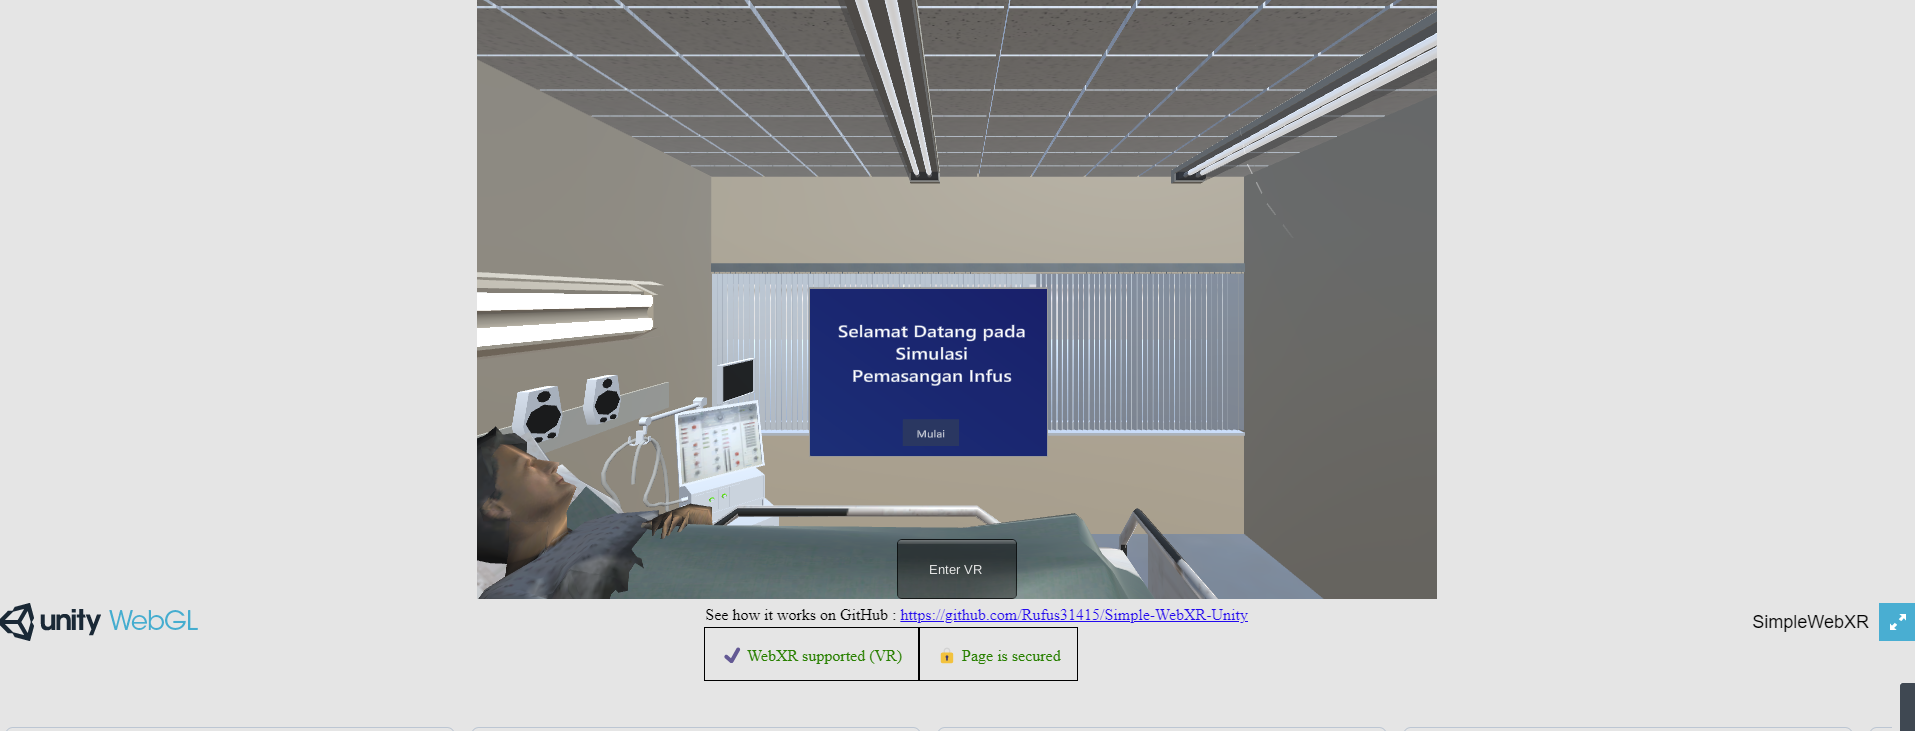 Selamat Datang pada
Simulasi
Pemasangan Infus
Mulai
Enter VR
unity WebGL
See how it works on GitHub : https://github.com/Rufus31415/Simple-WebXR-Unity
SimpleWebXR
WebXR supported (VR)
Page is secured